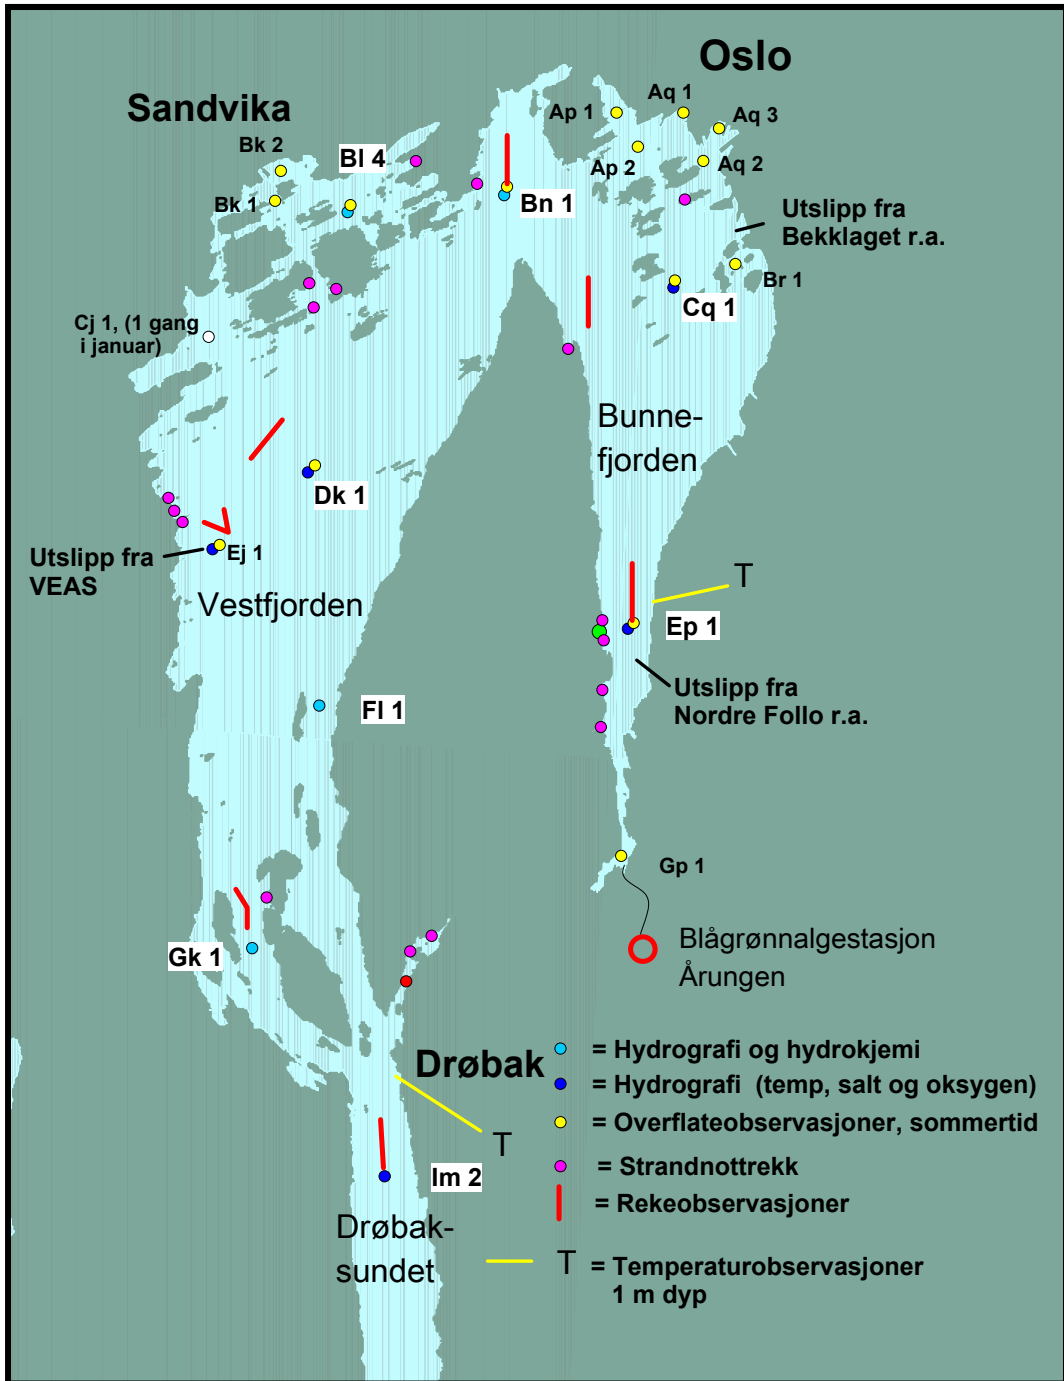 Oslo
Sandvika
Aq 1
Ap 1
Aq 3
Bk 2
Bl 4
Ap 2
Aq 2
Bk 1
Bn 1
Utslipp fra
Bekklaget r.a.
Br 1
Cq 1
Cj 1, (1 gang
i januar)
Bunne-
fjorden
Dk 1
Utslipp fra
VEAS
Ej 1
T
Vestfjorden
Ep 1
Utslipp fra
Nordre Follo r.a.
Fl 1
Gp 1
Blågrønnalgestasjon
Årungen
Gk 1
Drøbak
= Hydrografi og hydrokjemi
= Hydrografi (temp, salt og oksygen)
= Overflateobservasjoner, sommertid
T
= Strandnottrekk
Im 2
= Rekeobservasjoner
Drøbak-
sundet
T = Temperaturobservasjoner
1 m dyp